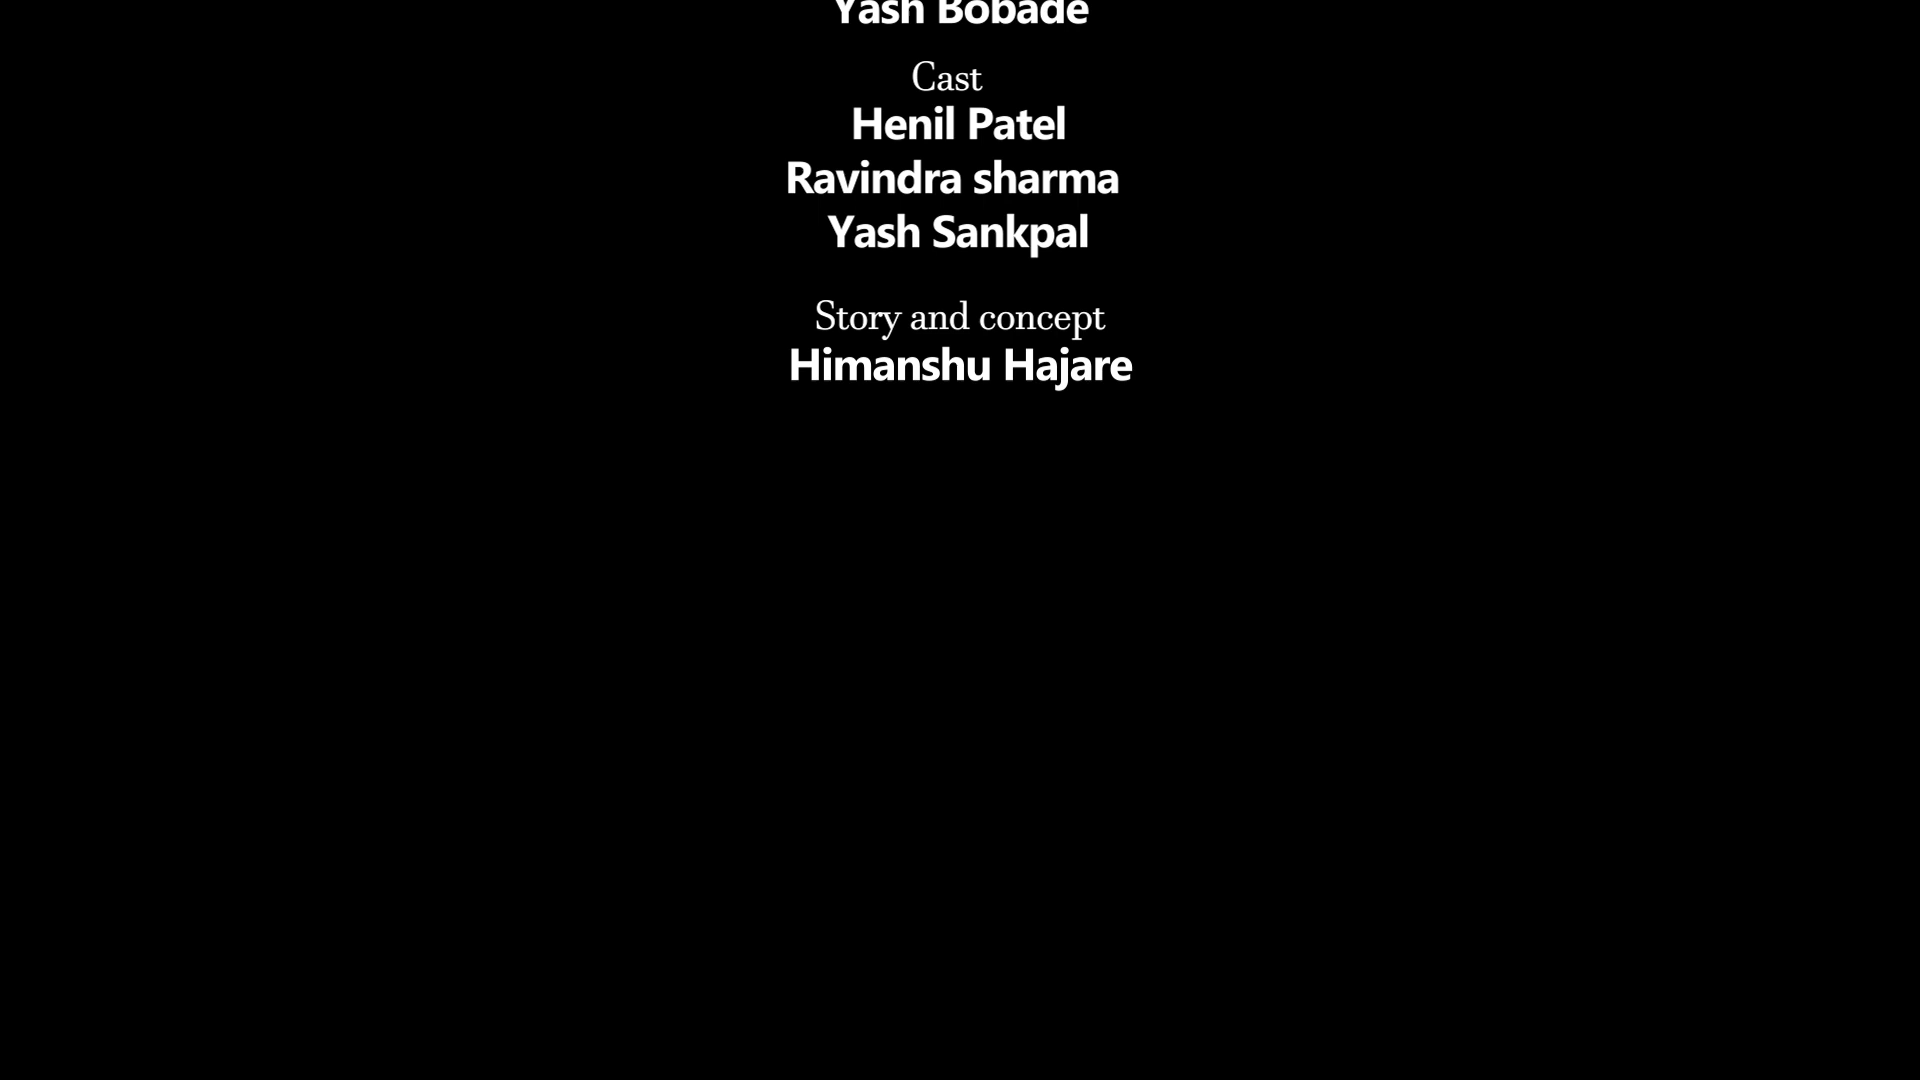 Yash Bobade
Cast
Henil Patel
Ravindra sharma
Yash Sankpal
Story and concept
Himanshu Hajare